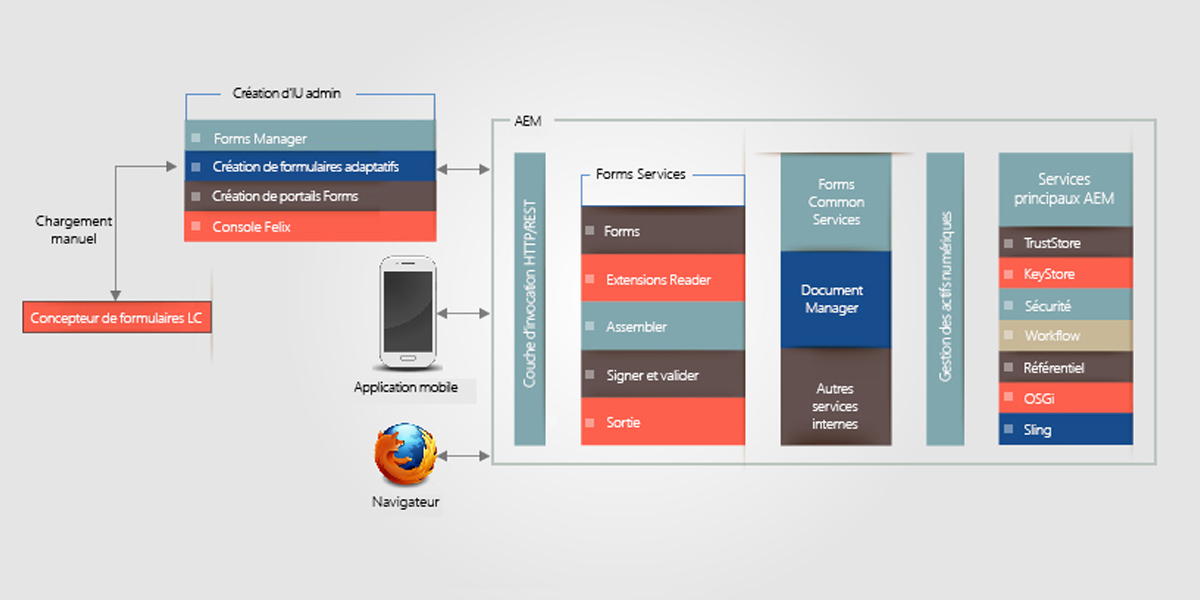 Création d'IU admin
Forms Manager
Création de formulaires adaptatifs
Création de portails Forms
Console Felix
Chargement
manuel
Concepteur de formulaires LC
Application mobile
Navigateur
AEM
Couche d'invocation HTTP/REST
Forms Services
Forms
Extensions Reader
Assembler
Signer et valider
Sortie
Forms
Common
Services
Document
Manager
Autres
services
internes
Gestion des actifs numériques
Services
principaux AEM
TrustStore
KeyStore
Sécurité
Workflow
Référentiel
OSGi
Sling